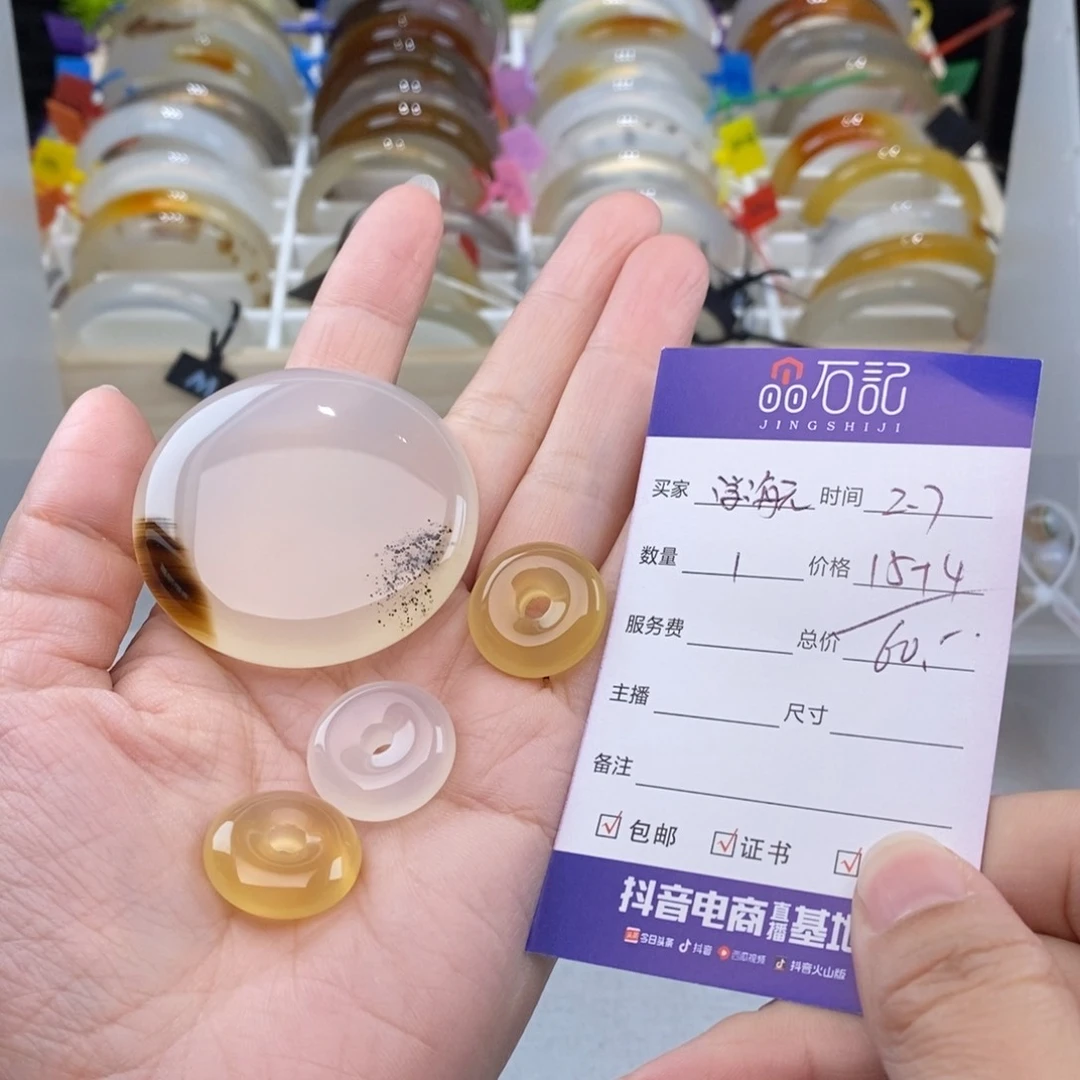 晶石記
JINGSHIJI
买家 时间 2-7
数量 1 价格 15+4
服务费 总价 60.
主播 尺寸
备注
包邮 证书
抖音电商直播基地
今日头条 抖音 西瓜视频 抖音火山版
W